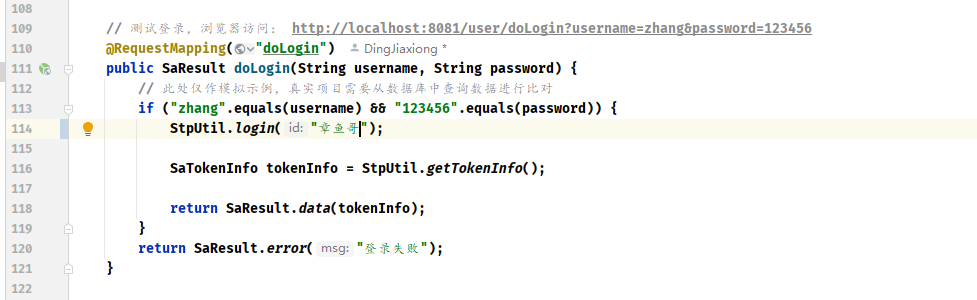 108
109 // 测试登录，浏览器访问： http://localhost:8081/user/doLogin?username=zhang&password=123456
110 @RequestMapping("doLogin") DingJiaxiong *
111 public SaResult doLogin(String username, String password) {
112 // 此处仅作模拟示例，真实项目需要从数据库中查询数据进行比对
113 if ("zhang".equals(username) && "123456".equals(password)) {
114 StpUtil.login( id: "章鱼哥");
115
116 SaTokenInfo tokenInfo = StpUtil.getTokenInfo();
117
118 return SaResult.data(tokenInfo);
119 }
120 return SaResult.error( msg: "登录失败");
121 }
122